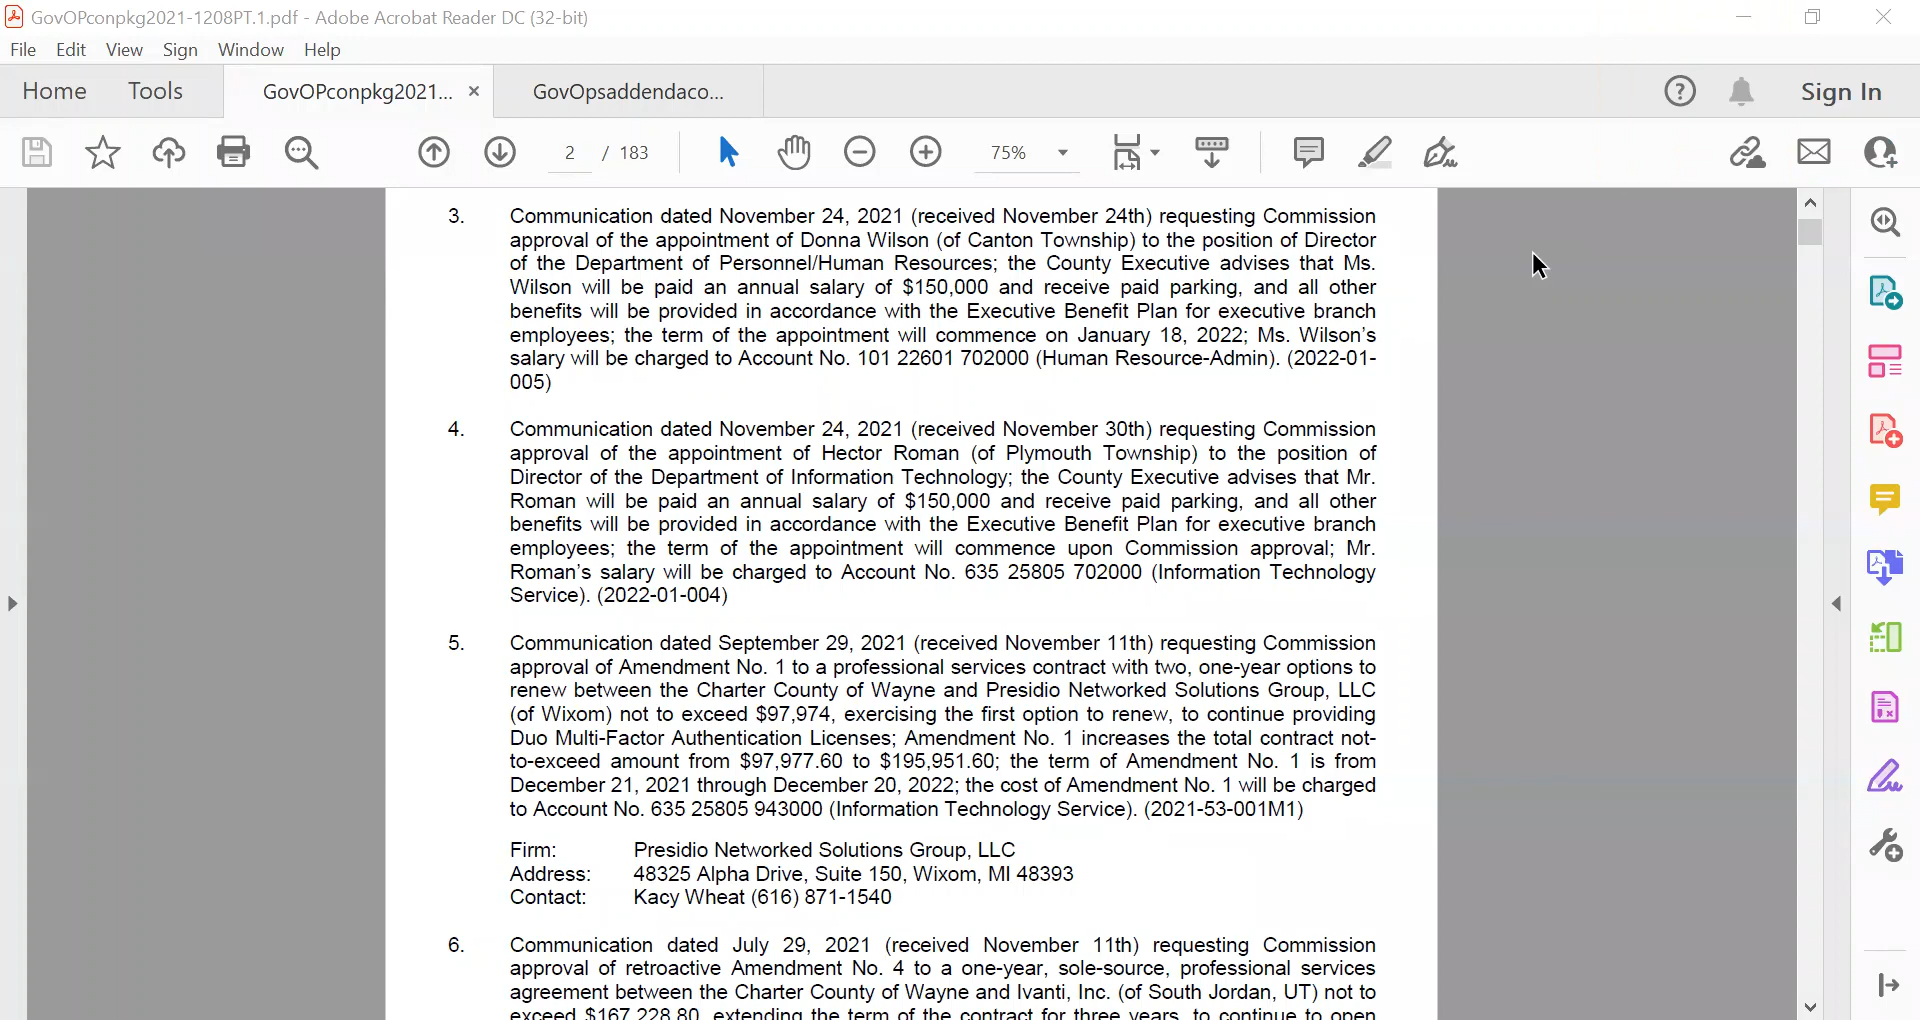 GovOPconpkg2021-1208PT.1.pdf - Adobe Acrobat Reader DC (32-bit)
File Edit View Sign Window Help
Home Tools GovOPconpkg2021... × GovOpsaddendaco... Sign In
2 / 183 75%
3. Communication dated November 24, 2021 (received November 24th) requesting Commission
approval of the appointment of Donna Wilson (of Canton Township) to the position of Director
of the Department of Personnel/Human Resources; the County Executive advises that Ms.
Wilson will be paid an annual salary of $150,000 and receive paid parking, and all other
benefits will be provided in accordance with the Executive Benefit Plan for executive branch
employees; the term of the appointment will commence on January 18, 2022; Ms. Wilson's
salary will be charged to Account No. 101 22601 702000 (Human Resource-Admin). (2022-01-
005)
4. Communication dated November 24, 2021 (received November 30th) requesting Commission
approval of the appointment of Hector Roman (of Plymouth Township) to the position of
Director of the Department of Information Technology; the County Executive advises that Mr.
Roman will be paid an annual salary of $150,000 and receive paid parking, and all other
benefits will be provided in accordance with the Executive Benefit Plan for executive branch
employees; the term of the appointment will commence upon Commission approval; Mr.
Roman's salary will be charged to Account No. 635 25805 702000 (Information Technology
Service). (2022-01-004)
5. Communication dated September 29, 2021 (received November 11th) requesting Commission
approval of Amendment No. 1 to a professional services contract with two, one-year options to
renew between the Charter County of Wayne and Presidio Networked Solutions Group, LLC
(of Wixom) not to exceed $97,974, exercising the first option to renew, to continue providing
Duo Multi-Factor Authentication Licenses; Amendment No. 1 increases the total contract not-
to-exceed amount from $97,977.60 to $195,951.60; the term of Amendment No. 1 is from
December 21, 2021 through December 20, 2022; the cost of Amendment No. 1 will be charged
to Account No. 635 25805 943000 (Information Technology Service). (2021-53-001M1)
Firm: Presidio Networked Solutions Group, LLC
Address: 48325 Alpha Drive, Suite 150, Wixom, MI 48393
Contact: Kacy Wheat (616) 871-1540
6. Communication dated July 29, 2021 (received November 11th) requesting Commission
approval of retroactive Amendment No. 4 to a one-year, sole-source, professional services
agreement between the Charter County of Wayne and Ivanti, Inc. (of South Jordan, UT) not to
exceed $167,228.80, extending the term of the contract for three years, to continue to open